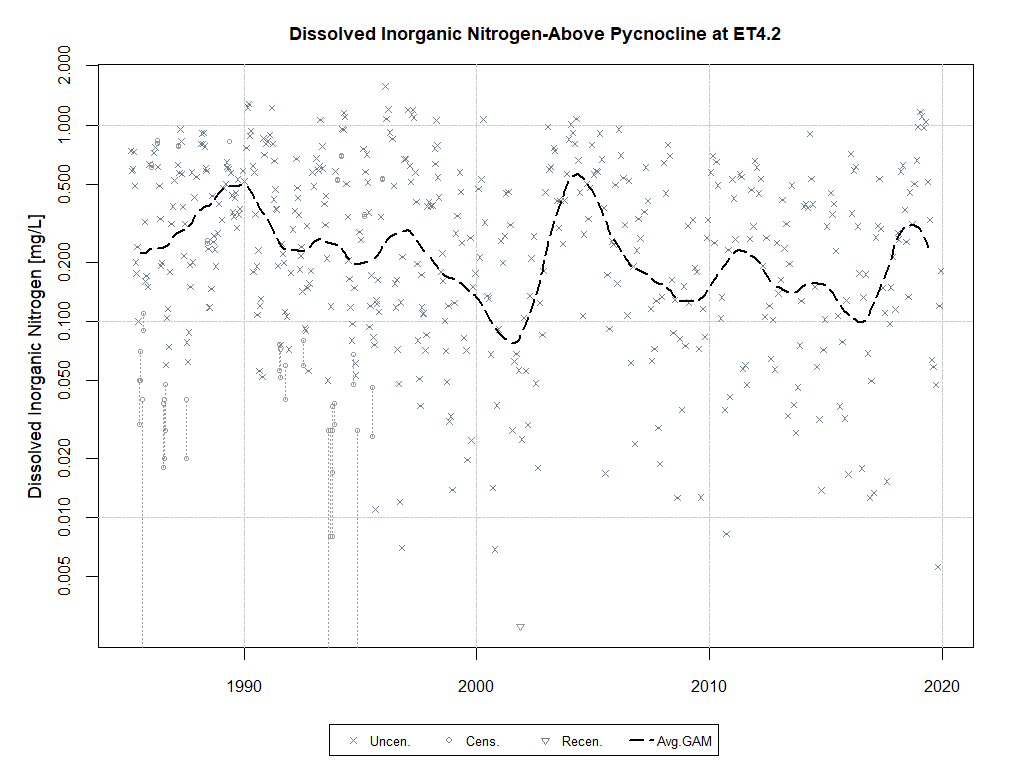 Dissolved Inorganic Nitrogen-Above Pycnocline at ET4.2
Dissolved Inorganic Nitrogen [mg/L]
2.000
1.000
0.500
0.200
0.100
0.050
0.020
0.010
0.005
1990 2000 2010 2020
Uncen. Cens. Recen. Avg.GAM